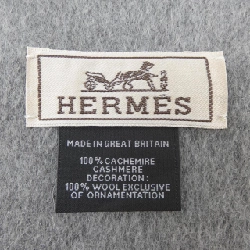 HERMES
MADE IN GREAT BRITAIN
100% CACHEMIRE
CASHMERE
DECORATION:
100% WOOL EXCLUSIVE
OF ORNAMENTATION